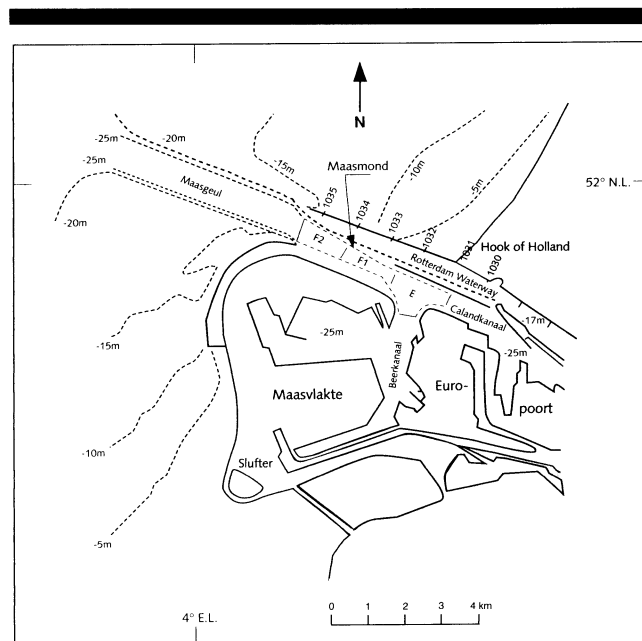 N
-25m
-20m
-15m
-10m
-5m
-25m
-20m
Maasgeul
Maasmond
52° N.L.
1035
1034
1033
1032
1031
1030
Hook of Holland
F2
F1
E
Rotterdam Waterway
Calandkanaal
-17m
-25m
-25m
-15m
Beerkanaal
Maasvlakte
Euro-
poort
-10m
Slufter
-5m
4° E.L.
0 1 2 3 4 km